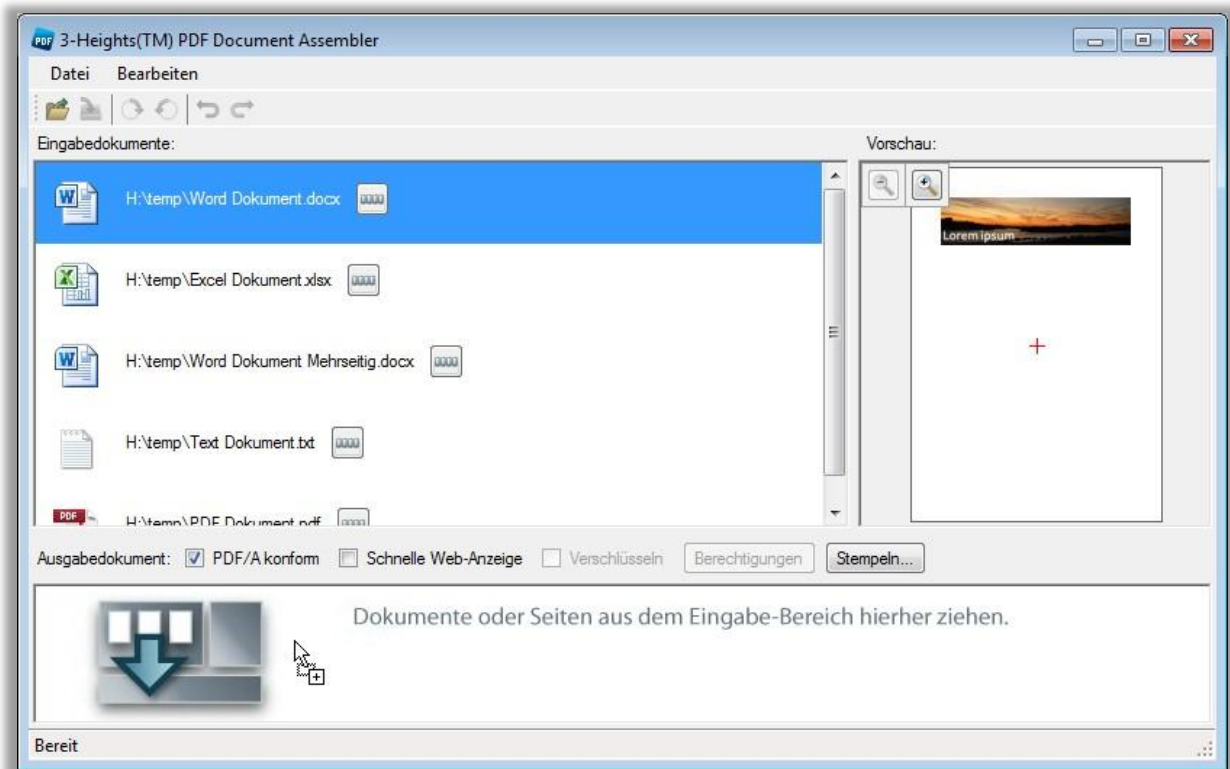 PDF 3-Heights(TM) PDF Document Assembler
Datei Bearbeiten
Eingabedokumente:
Vorschau:
W H:\temp\Word Dokument.docx
Lorem ipsum
X H:\temp\Excel Dokument.xlsx
W H:\temp\Word Dokument Mehrseitig.docx
H:\temp\Text Dokument.txt
PDF H:\temp\PDF Dokument.pdf
Ausgabedokument: PDF/A konform Schnelle Web-Anzeige Verschlüsseln Berechtigungen Stempeln...
Dokumente oder Seiten aus dem Eingabe-Bereich hierher ziehen.
Bereit